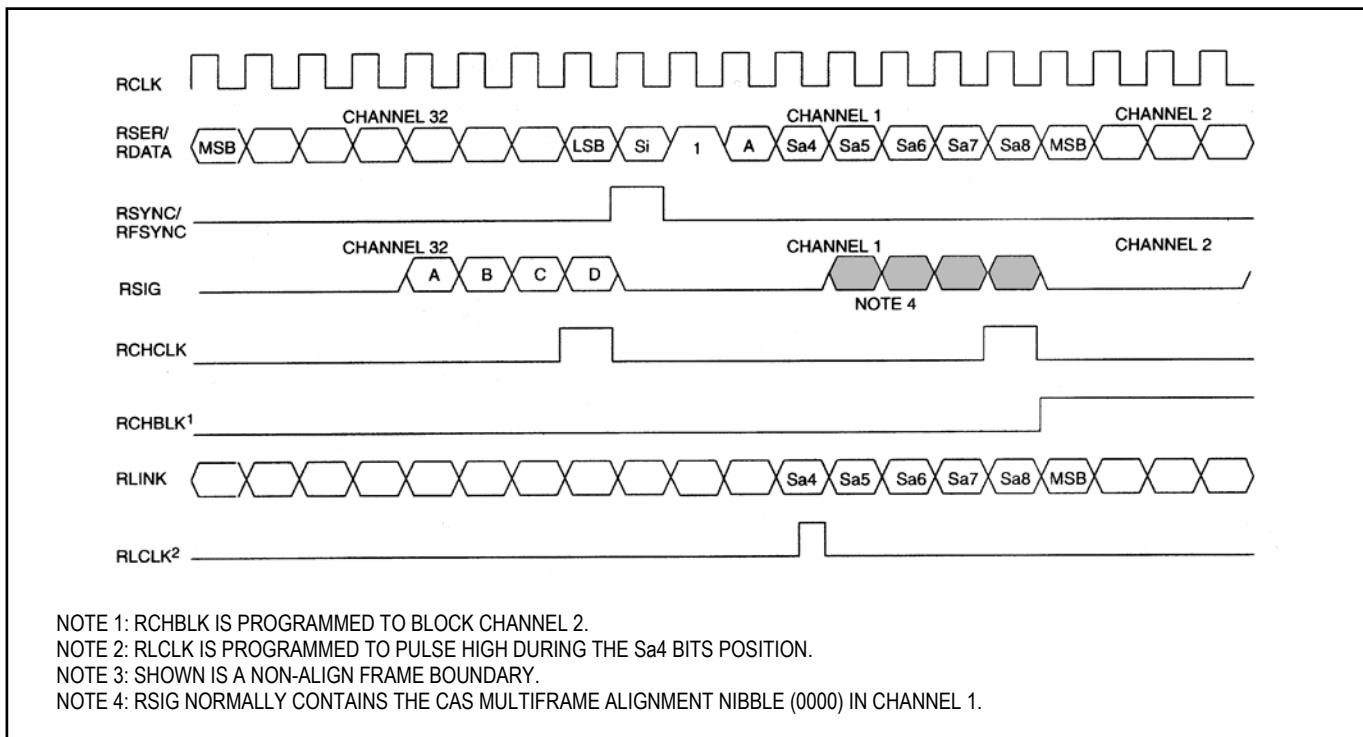 RCLK
CHANNEL 32 CHANNEL 1 CHANNEL 2
RSER/
RDATA
MSB LSB Si 1 A Sa4 Sa5 Sa6 Sa7 Sa8 MSB
RSYNC/
RFSYNC
CHANNEL 32 CHANNEL 1 CHANNEL 2
RSIG
A B C D
NOTE 4
RCHCLK
RCHBLK1
RLINK
Sa4 Sa5 Sa6 Sa7 Sa8 MSB
RLCLK2
NOTE 1: RCHBLK IS PROGRAMMED TO BLOCK CHANNEL 2.
NOTE 2: RLCLK IS PROGRAMMED TO PULSE HIGH DURING THE Sa4 BITS POSITION.
NOTE 3: SHOWN IS A NON-ALIGN FRAME BOUNDARY.
NOTE 4: RSIG NORMALLY CONTAINS THE CAS MULTIFRAME ALIGNMENT NIBBLE (0000) IN CHANNEL 1.